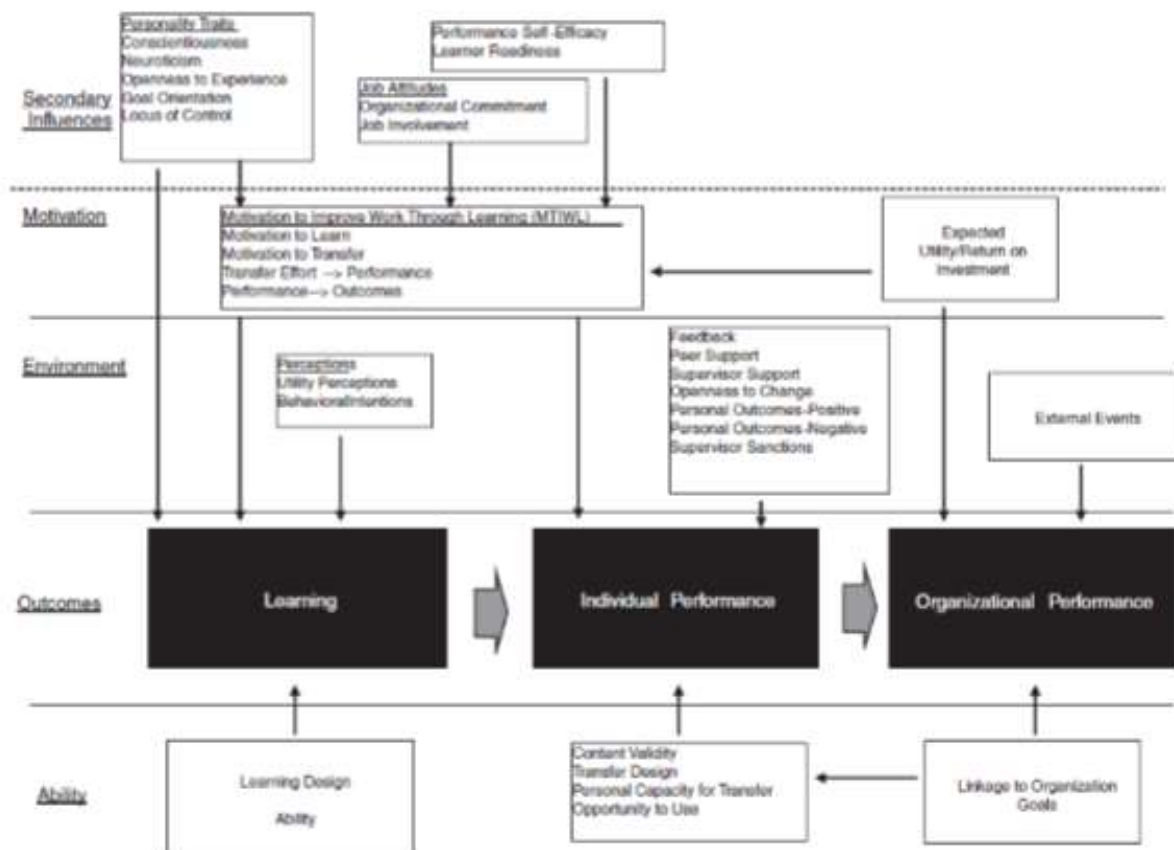 Personality Traits
Conscientiousness
Neuroticism
Openness to Experience
Goal Orientation
Locus of Control
Performance Self -Efficacy
Learner Readiness
Job Attitudes
Organizational Commitment
Job Involvement
Secondary
Influences
Motivation
Motivation to Improve Work Through Learning (MTIWL)
Motivation to Learn
Motivation to Transfer
Transfer Effort --> Performance
Performance--> Outcomes
Expected
Utility/Return on
Investment
Environment
Perceptions
Utility Perceptions
BehavioralIntentions
Feedback
Peer Support
Supervisor Support
Openness to Change
Personal Outcomes-Positive
Personal Outcomes-Negative
Supervisor Sanctions
External Events
Outcomes
Learning
Individual Performance
Organizational Performance
Ability
Learning Design
Ability
Content Validity
Transfer Design
Personal Capacity for Transfer
Opportunity to Use
Linkage to Organization
Goals